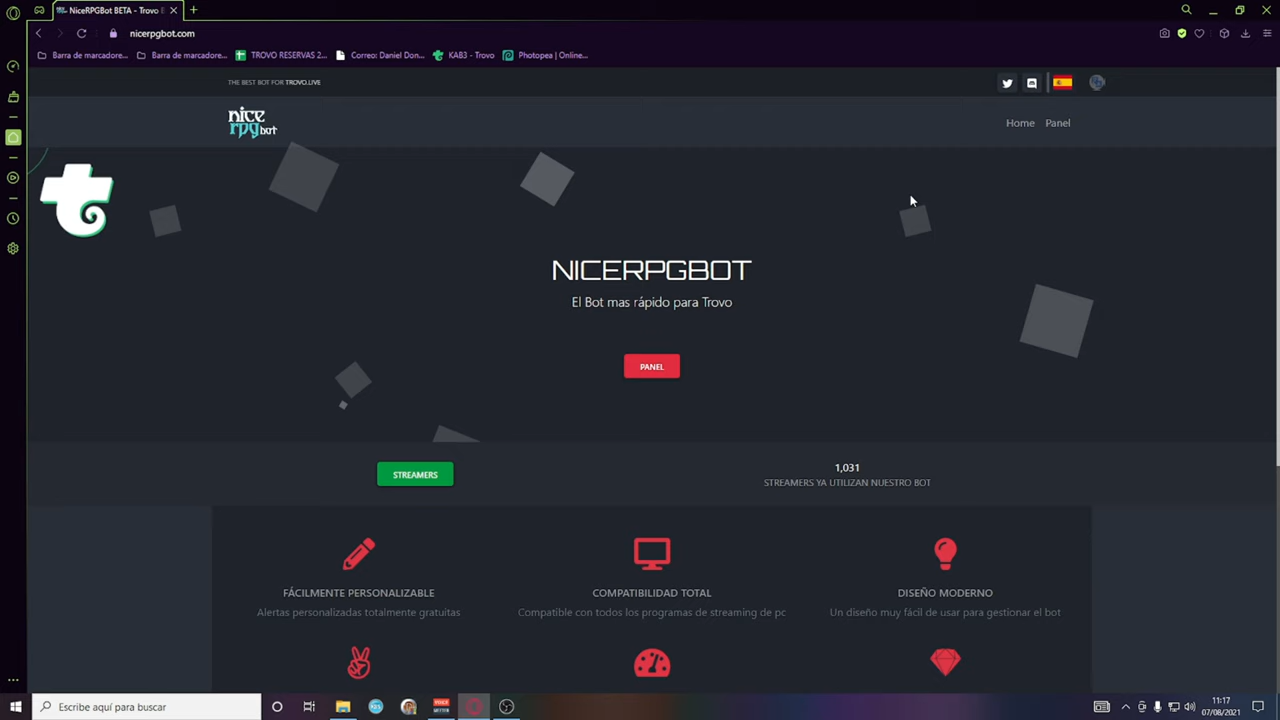 NiceRPGBot BETA - Trovo
nicerpgbot.com
Barra de marcadore...
Barra de marcadore...
TROVO RESERVAS 2...
Correo: Daniel Don...
KAB3 - Trovo
Photopea | Online...
THE BEST BOT FOR TROVO.LIVE
nice
rpgbot
Home
Panel
NICERPGBOT
El Bot mas rápido para Trovo
PANEL
STREAMERS
1,031
STREAMERS YA UTILIZAN NUESTRO BOT
FÁCILMENTE PERSONALIZABLE
Alertas personalizadas totalmente gratuitas
COMPATIBILIDAD TOTAL
Compatible con todos los programas de streaming de pc
DISEÑO MODERNO
Un diseño muy fácil de usar para gestionar el bot
Escribe aquí para buscar
11:17
07/08/2021